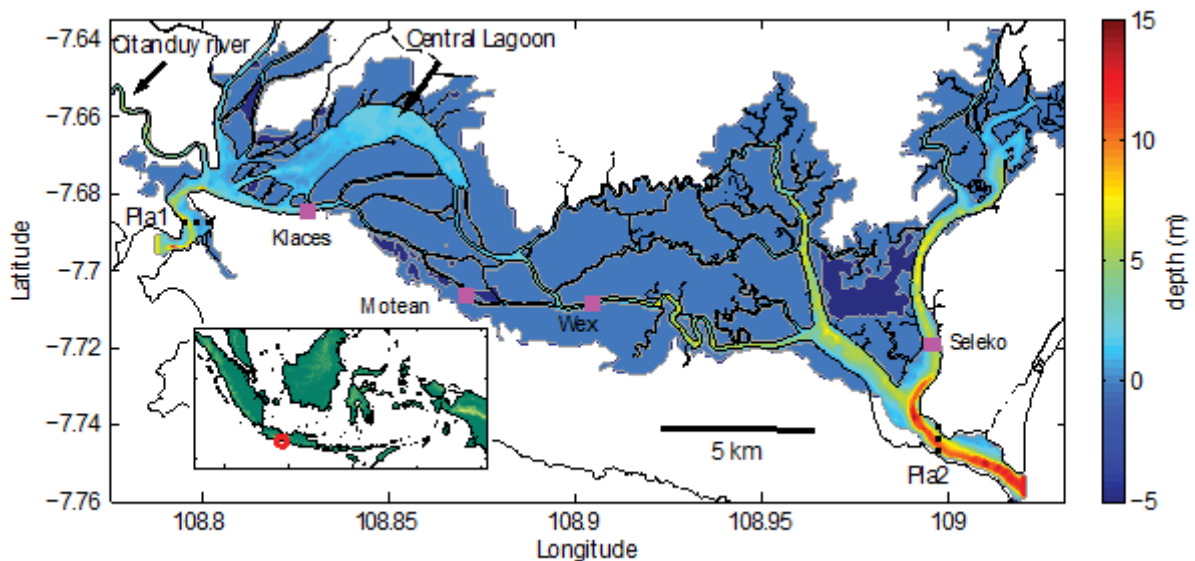 Citanduy river
Central Lagoon
Pla1
Klaces
Motean
Wex
Seleko
Pla2
5 km
−7.64
−7.66
−7.68
−7.7
−7.72
−7.74
−7.76
Latitude
108.8
108.85
108.9
108.95
109
Longitude
15
10
5
0
−5
depth (m)